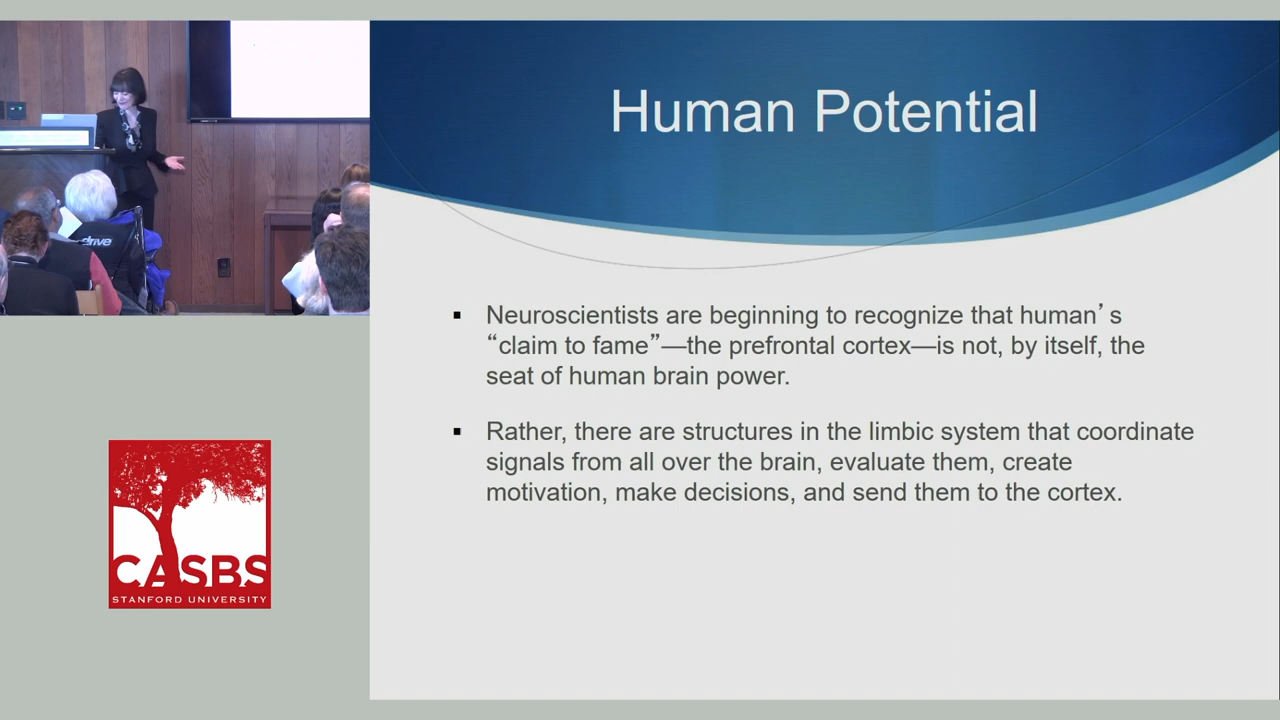 Human Potential
▪ Neuroscientists are beginning to recognize that human’s
“claim to fame”—the prefrontal cortex—is not, by itself, the
seat of human brain power.
▪ Rather, there are structures in the limbic system that coordinate
signals from all over the brain, evaluate them, create
motivation, make decisions, and send them to the cortex.
drive
CASBS
STANFORD UNIVERSITY